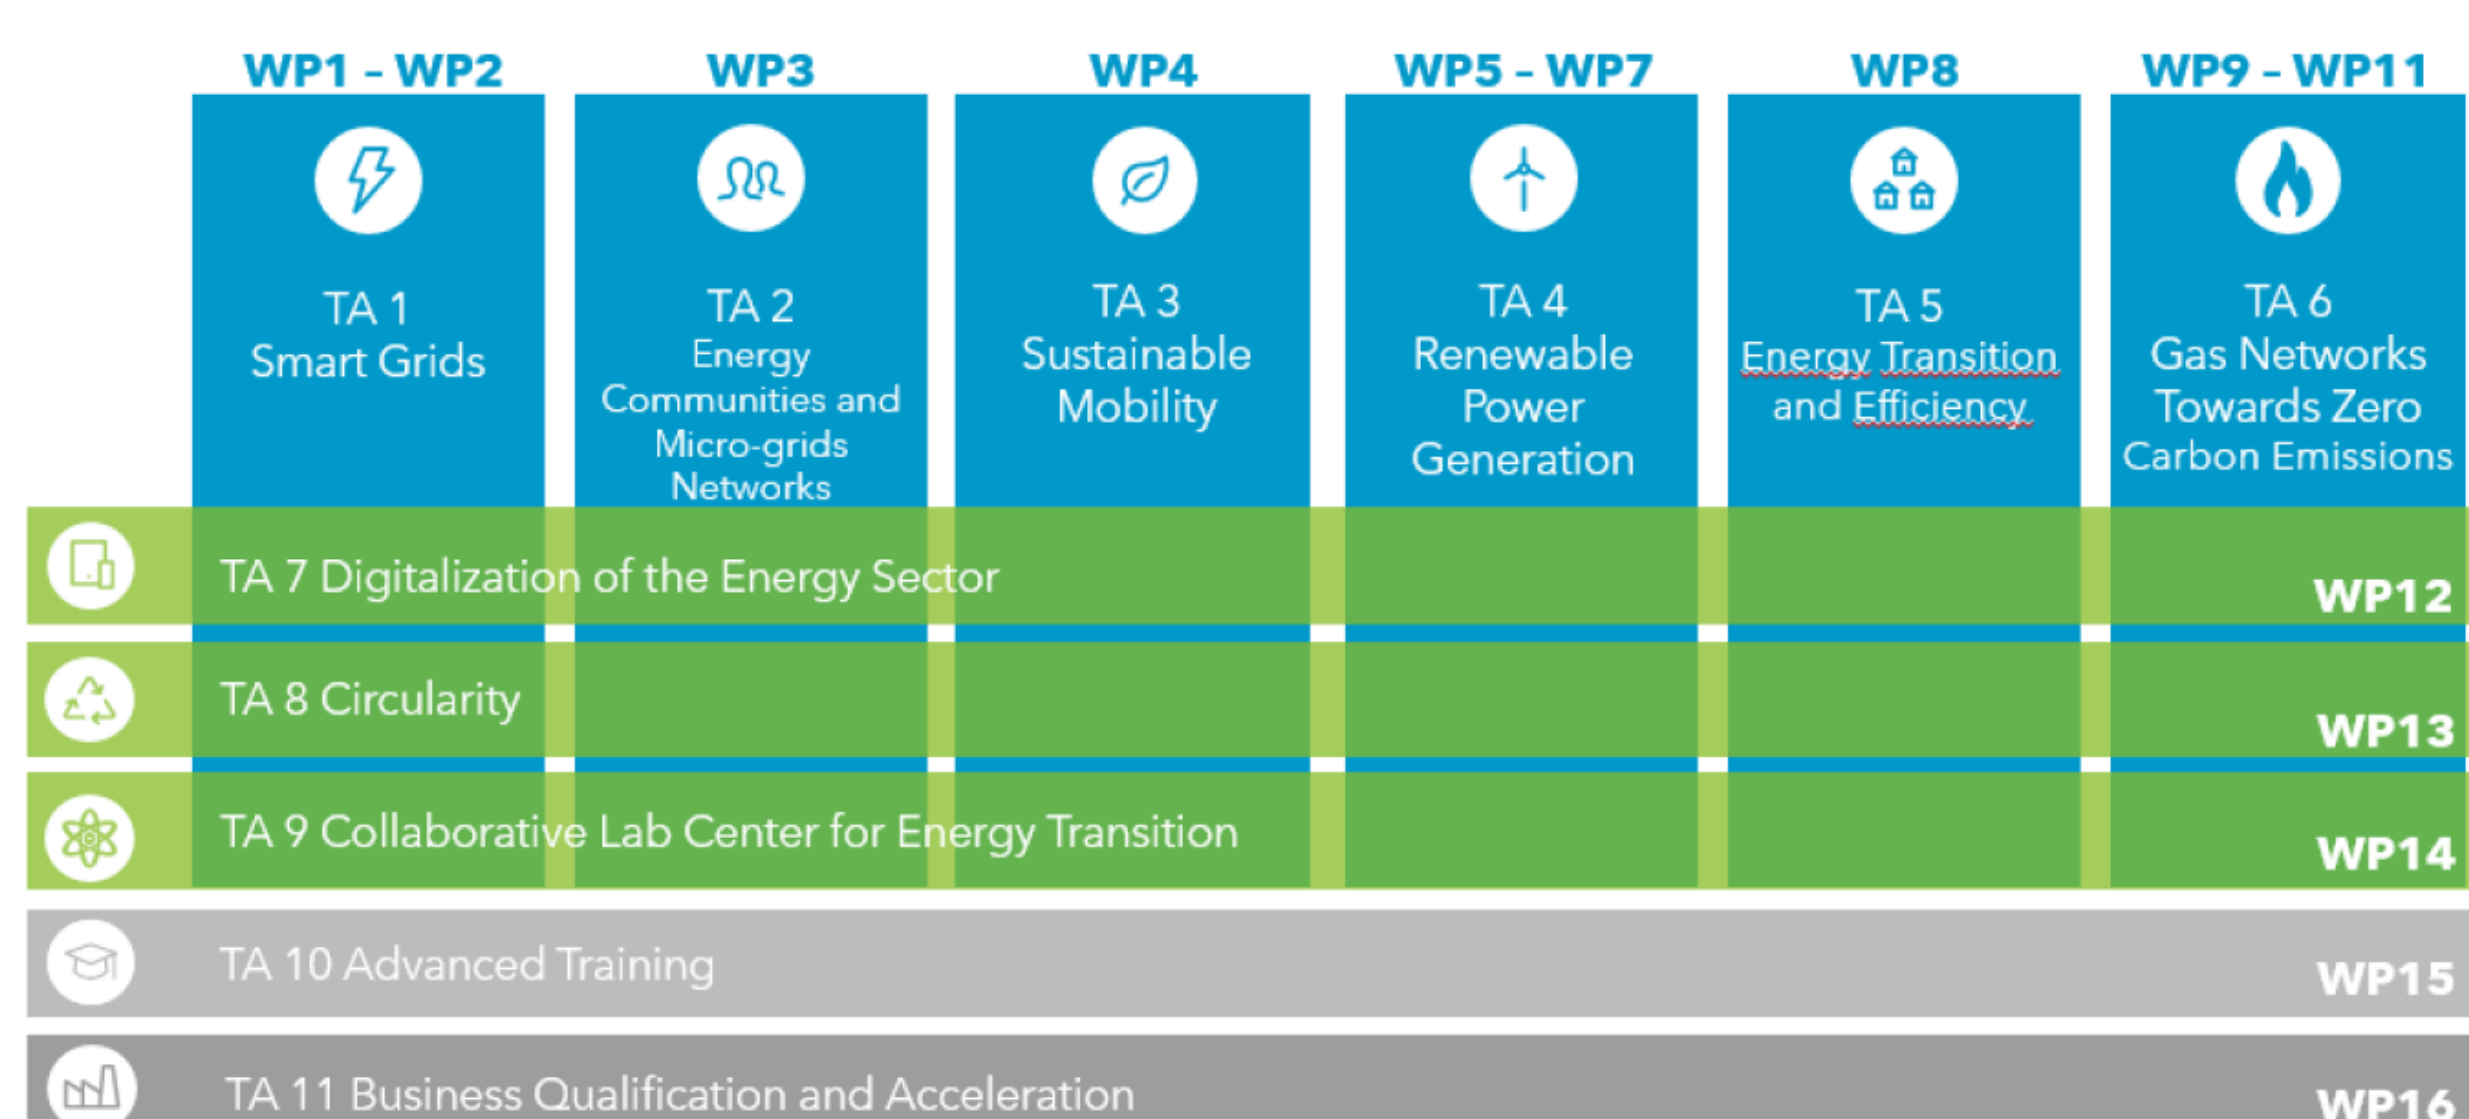 WP1 – WP2
WP3
WP4
WP5 – WP7
WP8
WP9 – WP11
TA 1
Smart Grids
TA 2
Energy
Communities and
Micro-grids
Networks
TA 3
Sustainable
Mobility
TA 4
Renewable
Power
Generation
TA 5
Energy Transition
and Efficiency
TA 6
Gas Networks
Towards Zero
Carbon Emissions
TA 7 Digitalization of the Energy Sector
WP12
TA 8 Circularity
WP13
TA 9 Collaborative Lab Center for Energy Transition
WP14
TA 10 Advanced Training
WP15
TA 11 Business Qualification and Acceleration
WP16